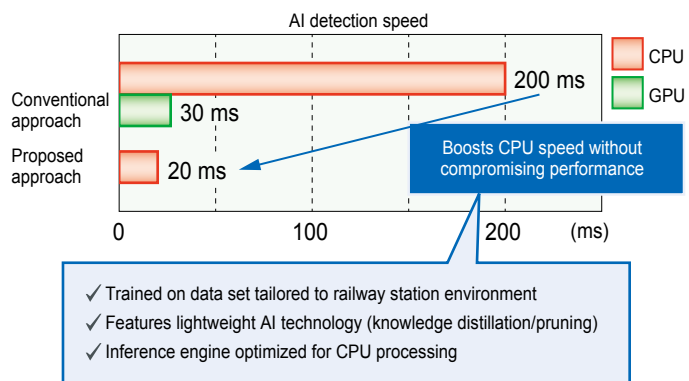 AI detection speed
CPU
GPU
Conventional
approach
200 ms
30 ms
Proposed
approach
20 ms
Boosts CPU speed without
compromising performance
0 100 200 (ms)
✓ Trained on data set tailored to railway station environment
✓ Features lightweight AI technology (knowledge distillation/pruning)
✓ Inference engine optimized for CPU processing